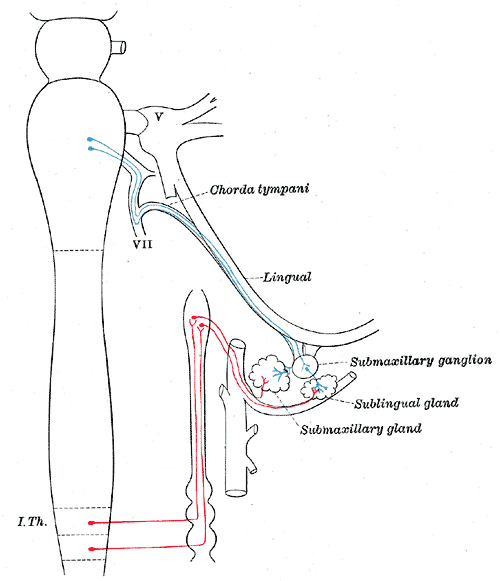 V
Chorda tympani
VII
Lingual
Submaxillary ganglion
Sublingual gland
Submaxillary gland
I.Th.